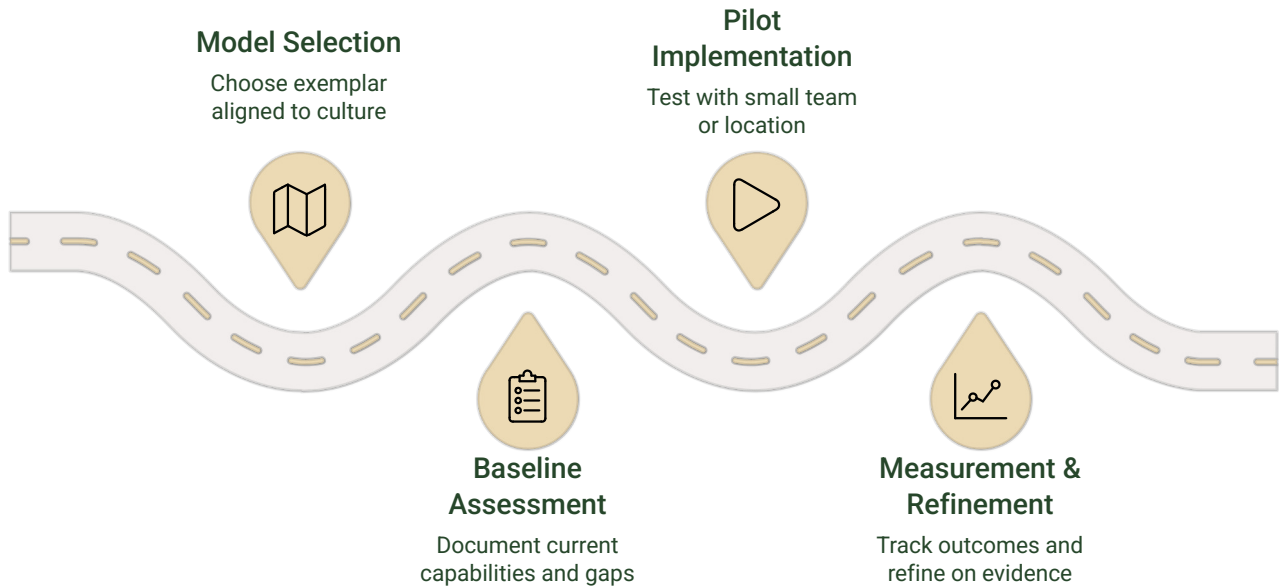 Model Selection
Choose exemplar
aligned to culture
Baseline
Assessment
Document current
capabilities and gaps
Pilot
Implementation
Test with small team
or location
Measurement &
Refinement
Track outcomes and
refine on evidence